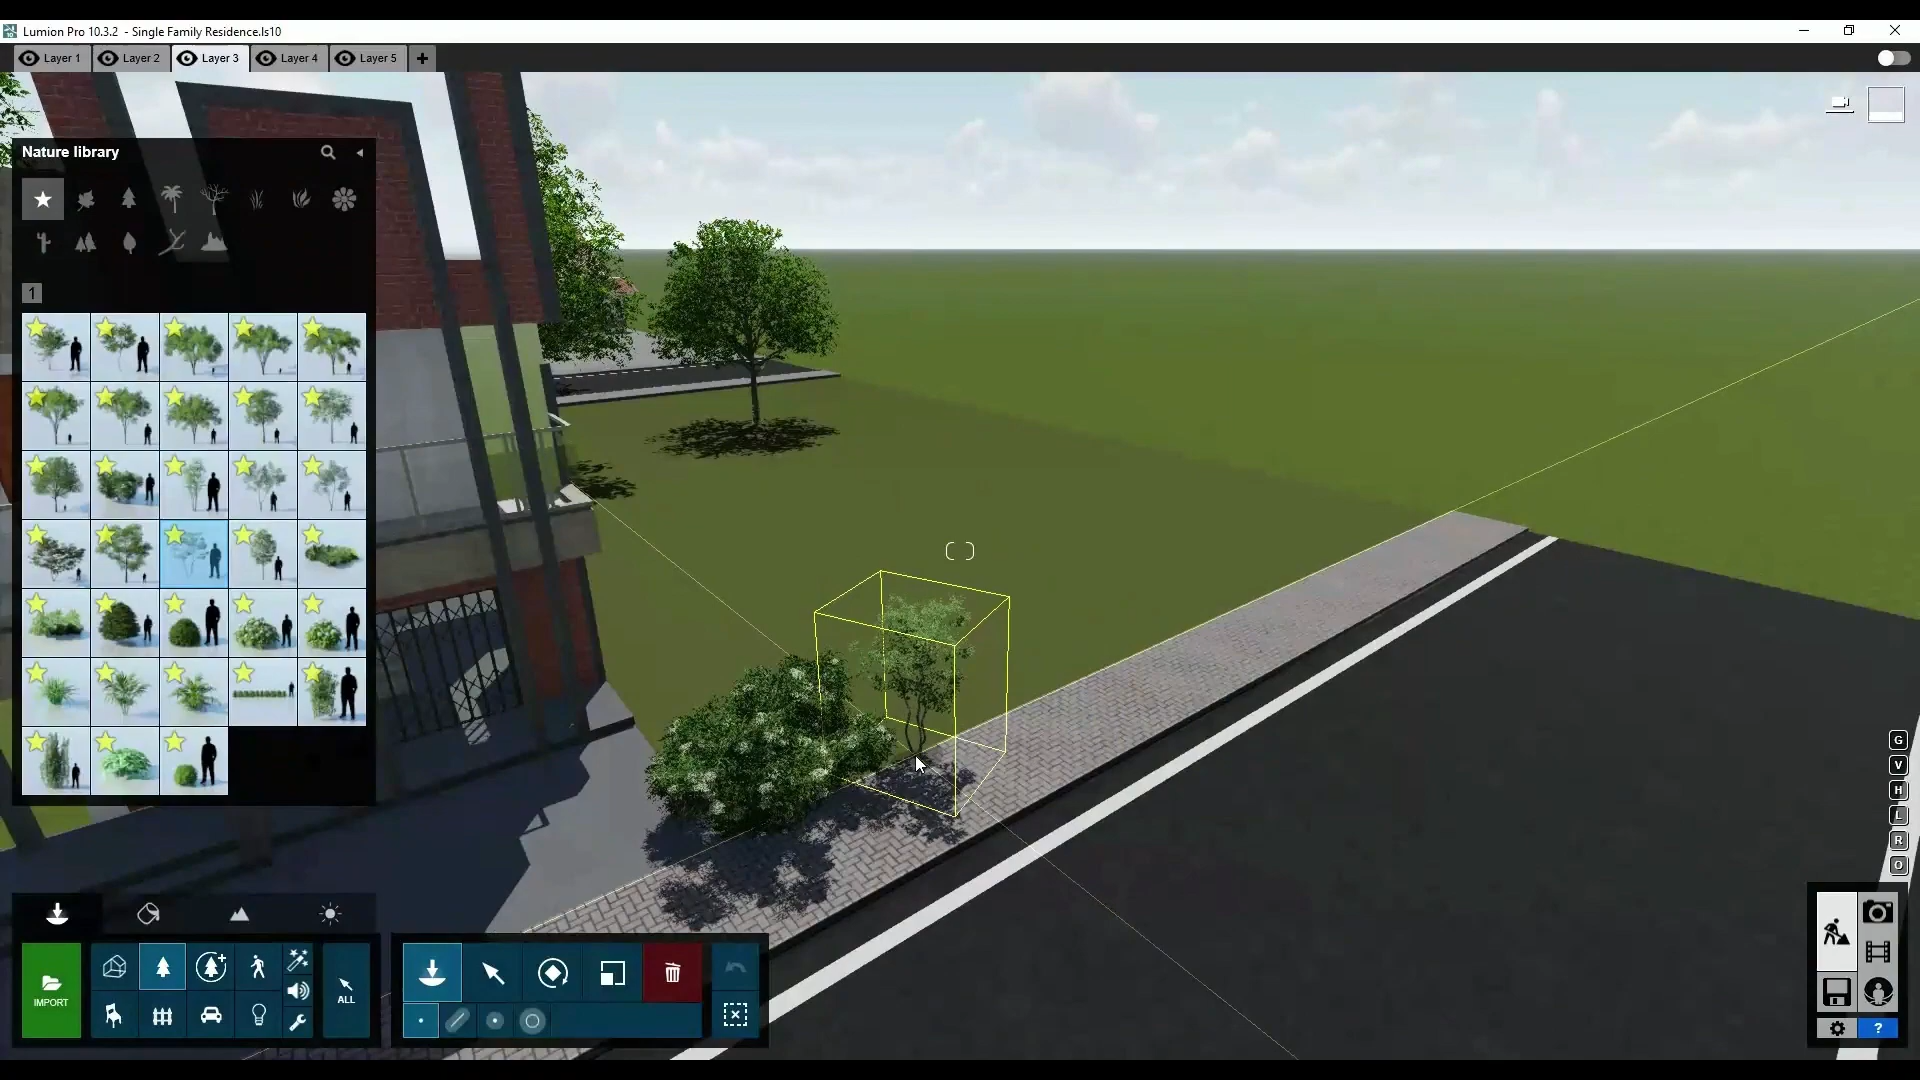 Lumion Pro 10.3.2 - Single Family Residence.ls10
Layer 1
Layer 2
Layer 3
Layer 4
Layer 5
+
Nature library
1
G
V
H
L
R
O
IMPORT
ALL
?